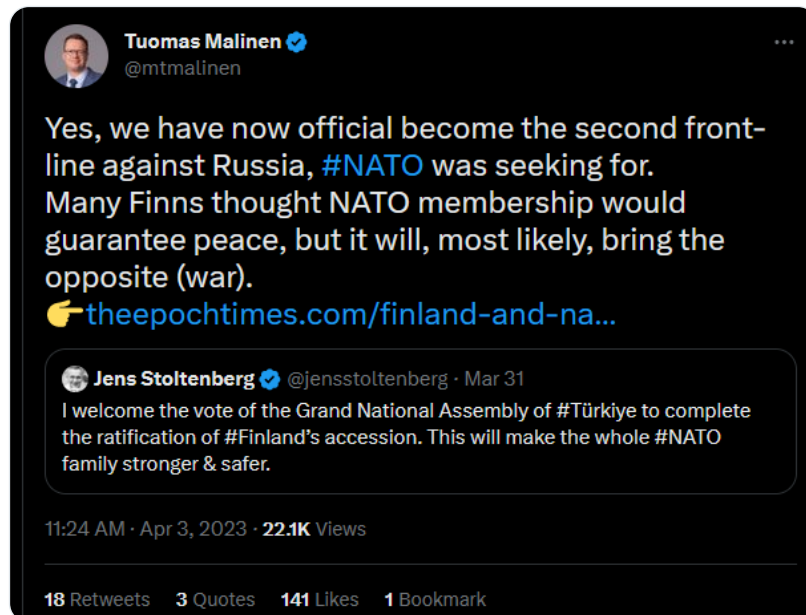 Tuomas Malinen
@mtmalinen
Yes, we have now official become the second front-
line against Russia, #NATO was seeking for.
Many Finns thought NATO membership would
guarantee peace, but it will, most likely, bring the
opposite (war).
👉theepochtimes.com/finland-and-na...
Jens Stoltenberg @jensstoltenberg · Mar 31
I welcome the vote of the Grand National Assembly of #Türkiye to complete
the ratification of #Finland's accession. This will make the whole #NATO
family stronger & safer.
11:24 AM · Apr 3, 2023 · 22.1K Views
18 Retweets 3 Quotes 141 Likes 1 Bookmark